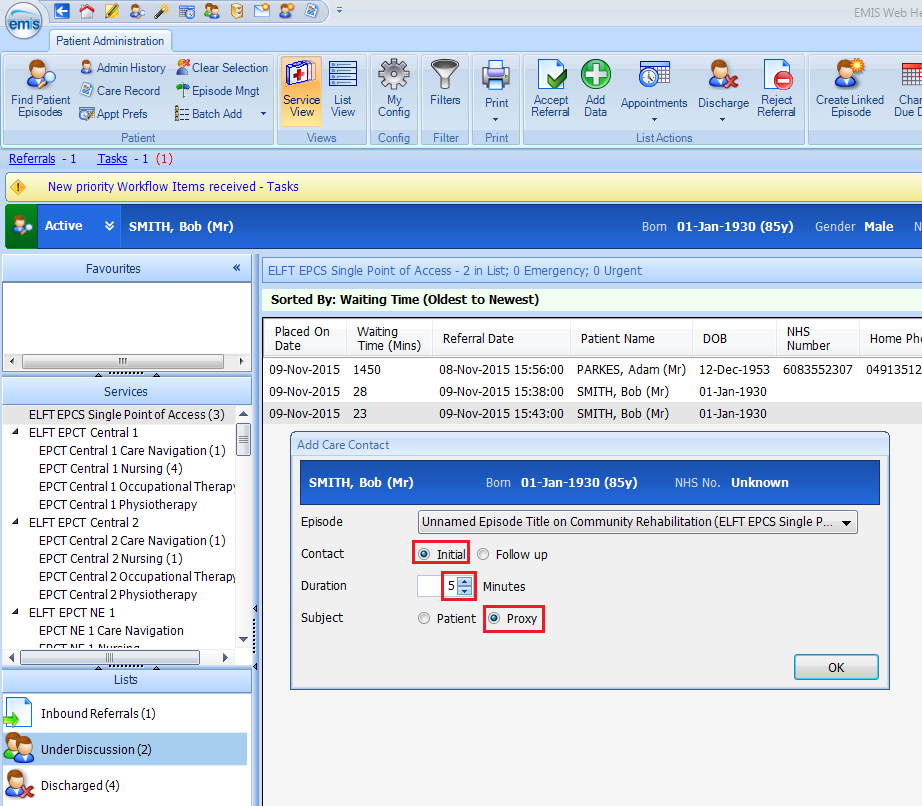 EMIS Web He
emis
Patient Administration
Find Patient Episodes
Admin History
Care Record
Appt Prefs
Clear Selection
Episode Mngt
Batch Add
Patient
Service View
List View
Views
My Config
Config
Filters
Filter
Print
Print
Accept Referral
Add Data
Appointments
Discharge
Reject Referral
List Actions
Create Linked Episode
Char
Due D
Referrals - 1 Tasks - 1 (1)
New priority Workflow Items received - Tasks
Active SMITH, Bob (Mr) Born 01-Jan-1930 (85y) Gender Male N
Favourites
Services
ELFT EPCS Single Point of Access (3)
ELFT EPCT Central 1
EPCT Central 1 Care Navigation (1)
EPCT Central 1 Nursing (4)
EPCT Central 1 Occupational Therapy
EPCT Central 1 Physiotherapy
ELFT EPCT Central 2
EPCT Central 2 Care Navigation (1)
EPCT Central 2 Nursing (1)
EPCT Central 2 Occupational Therapy
EPCT Central 2 Physiotherapy
ELFT EPCT NE 1
EPCT NE 1 Care Navigation
EPCT NE 1 Nursing
Lists
Inbound Referrals (1)
Under Discussion (2)
Discharged (4)
ELFT EPCS Single Point of Access - 2 in List; 0 Emergency; 0 Urgent
Sorted By: Waiting Time (Oldest to Newest)
Placed On Date Waiting Time (Mins) Referral Date Patient Name DOB NHS Number Home Pho
09-Nov-2015 1450 08-Nov-2015 15:56:00 PARKES, Adam (Mr) 12-Dec-1953 6083552307 04913512
09-Nov-2015 28 09-Nov-2015 15:38:00 SMITH, Bob (Mr) 01-Jan-1930
09-Nov-2015 23 09-Nov-2015 15:43:00 SMITH, Bob (Mr) 01-Jan-1930
Add Care Contact
SMITH, Bob (Mr) Born 01-Jan-1930 (85y) NHS No. Unknown
Episode Unnamed Episode Title on Community Rehabilitation (ELFT EPCS Single P...
Contact Initial Follow up
Duration 5 Minutes
Subject Patient Proxy
OK